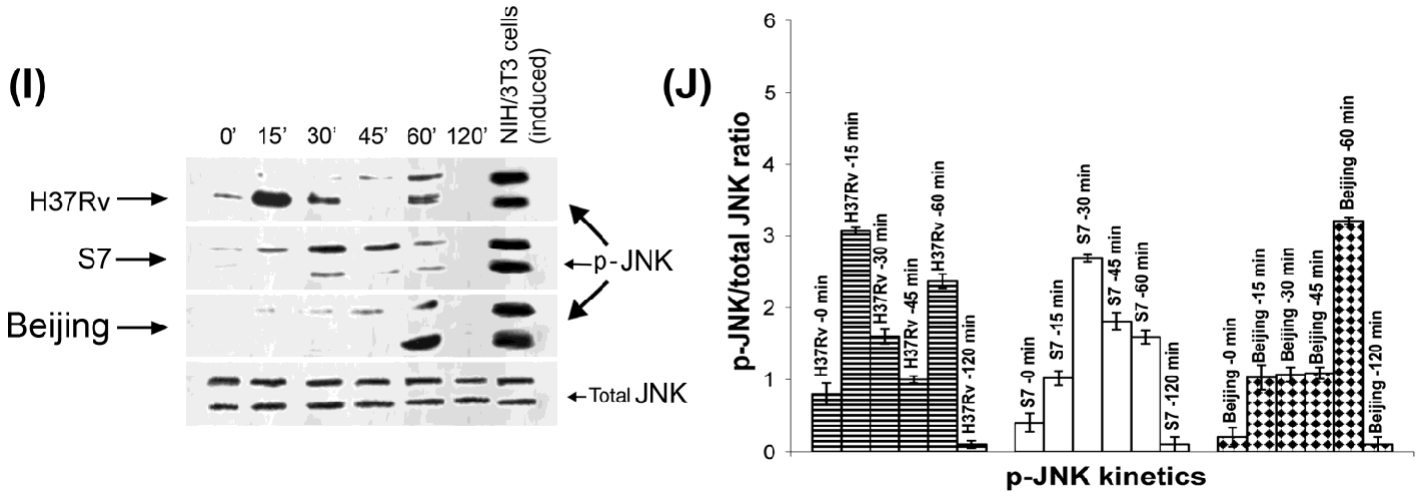 (I)
0’ 15’ 30’ 45’ 60’ 120’
NIH/3T3 cells
(induced)
H37Rv
S7
Beijing
p-JNK
Total JNK
(J)
p-JNK/total JNK ratio
6
5
4
3
2
1
0
H37Rv -0 min
H37Rv -15 min
H37Rv -30 min
H37Rv -45 min
H37Rv -60 min
H37Rv -120 min
S7 -0 min
S7 -15 min
S7 -30 min
S7 -45 min
S7 -60 min
S7 -120 min
Beijing -0 min
Beijing -15 min
Beijing -30 min
Beijing -45 min
Beijing -60 min
Beijing -120 min
p-JNK kinetics